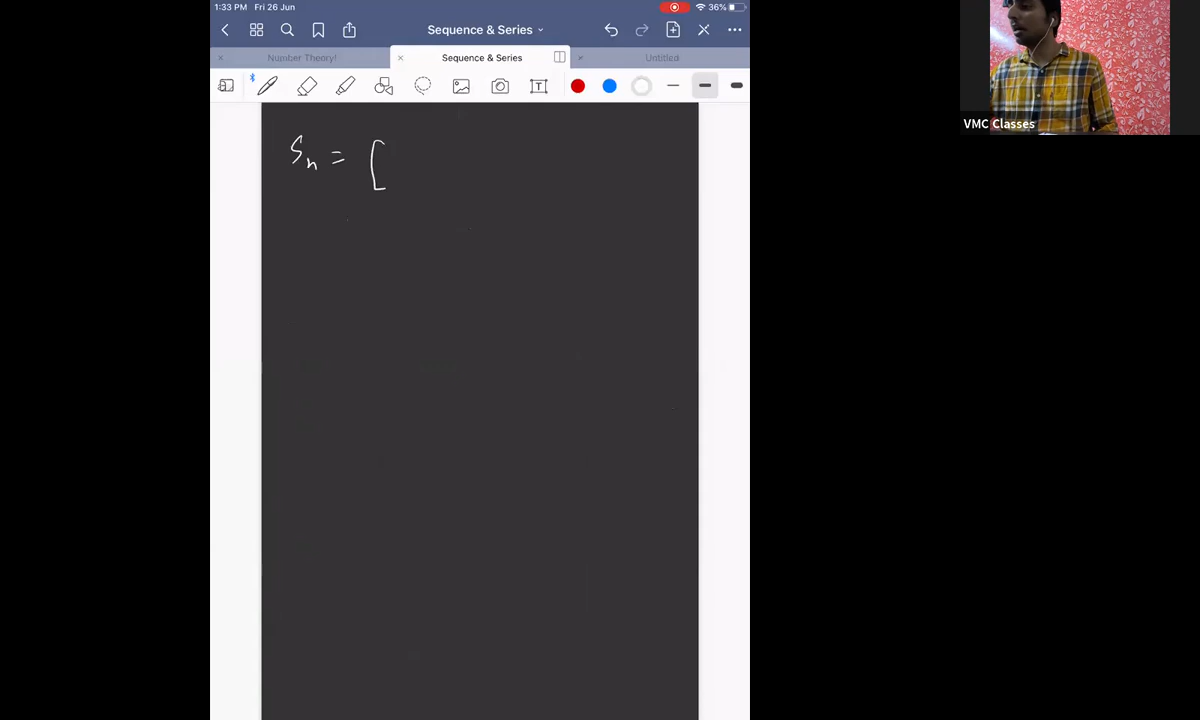 1:33 PM Fri 26 Jun
36%
Sequence & Series
Number Theory!
Sequence & Series
Untitled
T
VMC Classes
Sn = [